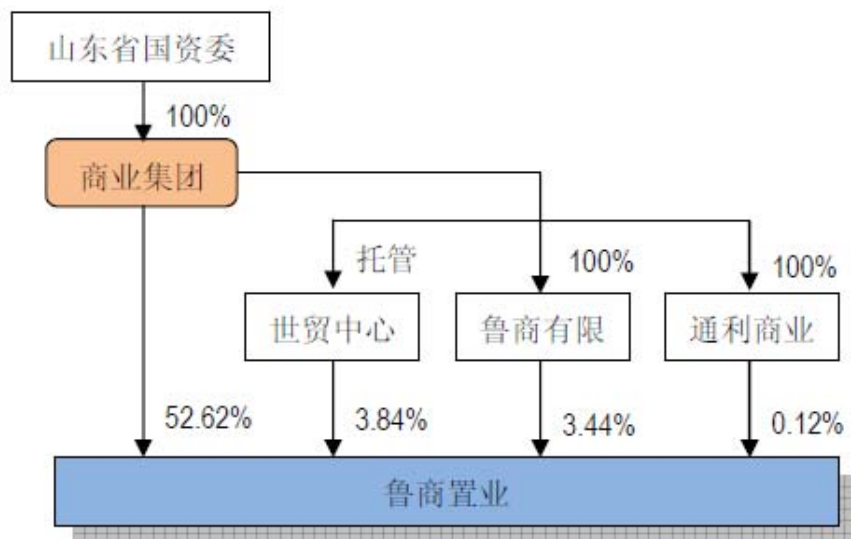 山东省国资委
100%
商业集团
托管
100%
100%
世贸中心
鲁商有限
通利商业
52.62%
3.84%
3.44%
0.12%
鲁商置业